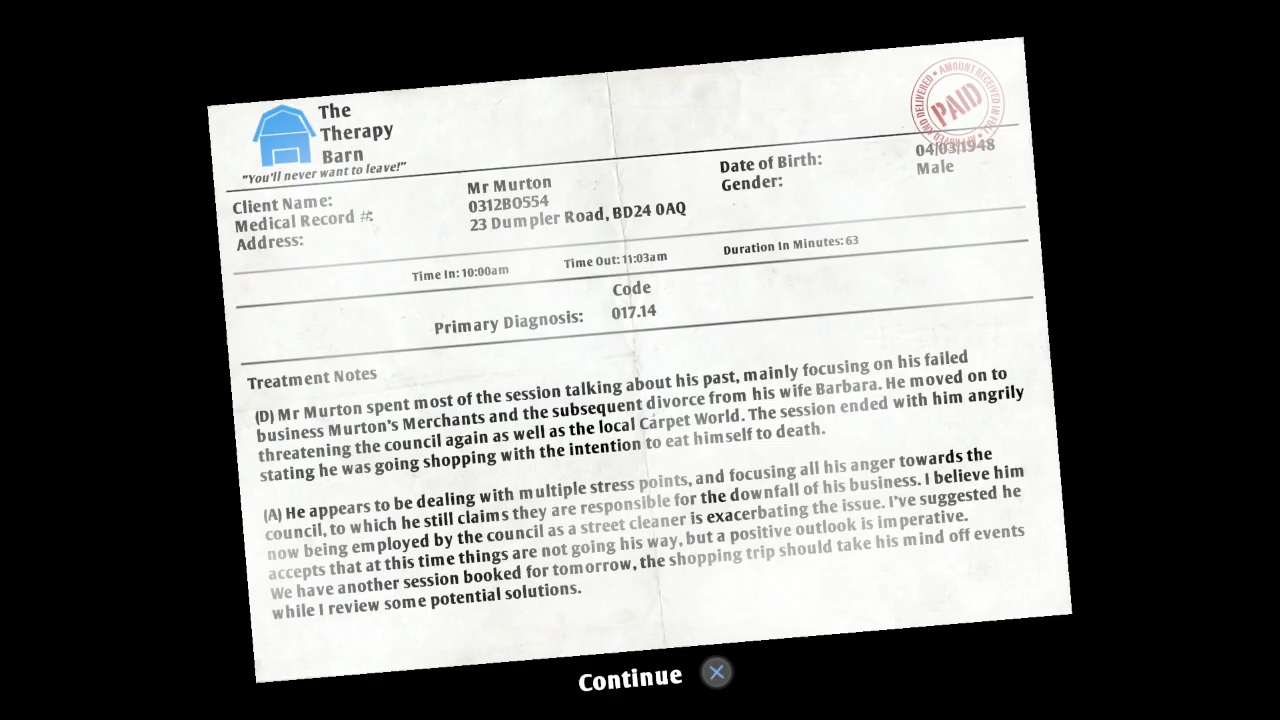 The
Therapy
Barn
"You'll never want to leave!"
AMOUNT RECEIVED IN FULL • APPROVED AND DELIVERED •
PAID
Client Name: Mr Murton Date of Birth: 04/03/1948
Medical Record #: 0312B0554 Gender: Male
Address: 23 Dumpler Road, BD24 0AQ
Time In: 10:00am Time Out: 11:03am Duration In Minutes: 63
Code
Primary Diagnosis: 017.14
Treatment Notes
(D) Mr Murton spent most of the session talking about his past, mainly focusing on his failed
business Murton's Merchants and the subsequent divorce from his wife Barbara. He moved on to
threatening the council again as well as the local Carpet World. The session ended with him angrily
stating he was going shopping with the intention to eat himself to death.
(A) He appears to be dealing with multiple stress points, and focusing all his anger towards the
council, to which he still claims they are responsible for the downfall of his business. I believe him
now being employed by the council as a street cleaner is exacerbating the issue. I've suggested he
accepts that at this time things are not going his way, but a positive outlook is imperative.
We have another session booked for tomorrow, the shopping trip should take his mind off events
while I review some potential solutions.
Continue